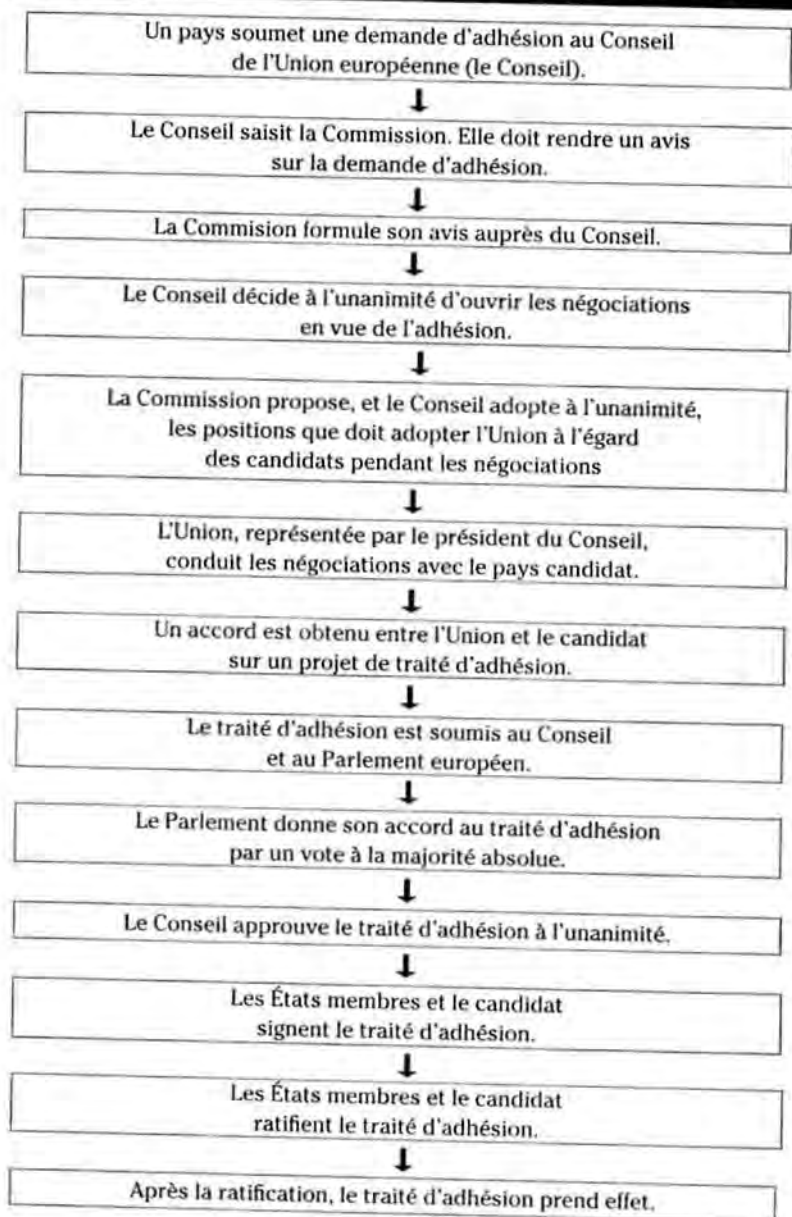 Un pays soumet une demande d'adhésion au Conseil
de l'Union européenne (le Conseil).
Le Conseil saisit la Commission. Elle doit rendre un avis
sur la demande d'adhésion.
La Commision formule son avis auprès du Conseil.
Le Conseil décide à l'unanimité d'ouvrir les négociations
en vue de l'adhésion.
La Commission propose, et le Conseil adopte à l'unanimité,
les positions que doit adopter l'Union à l'égard
des candidats pendant les négociations
L'Union, représentée par le président du Conseil,
conduit les négociations avec le pays candidat.
Un accord est obtenu entre l'Union et le candidat
sur un projet de traité d'adhésion.
Le traité d'adhésion est soumis au Conseil
et au Parlement européen.
Le Parlement donne son accord au traité d'adhésion
par un vote à la majorité absolue.
Le Conseil approuve le traité d'adhésion à l'unanimité.
Les États membres et le candidat
signent le traité d'adhésion.
Les États membres et le candidat
ratifient le traité d'adhésion.
Après la ratification, le traité d'adhésion prend effet.